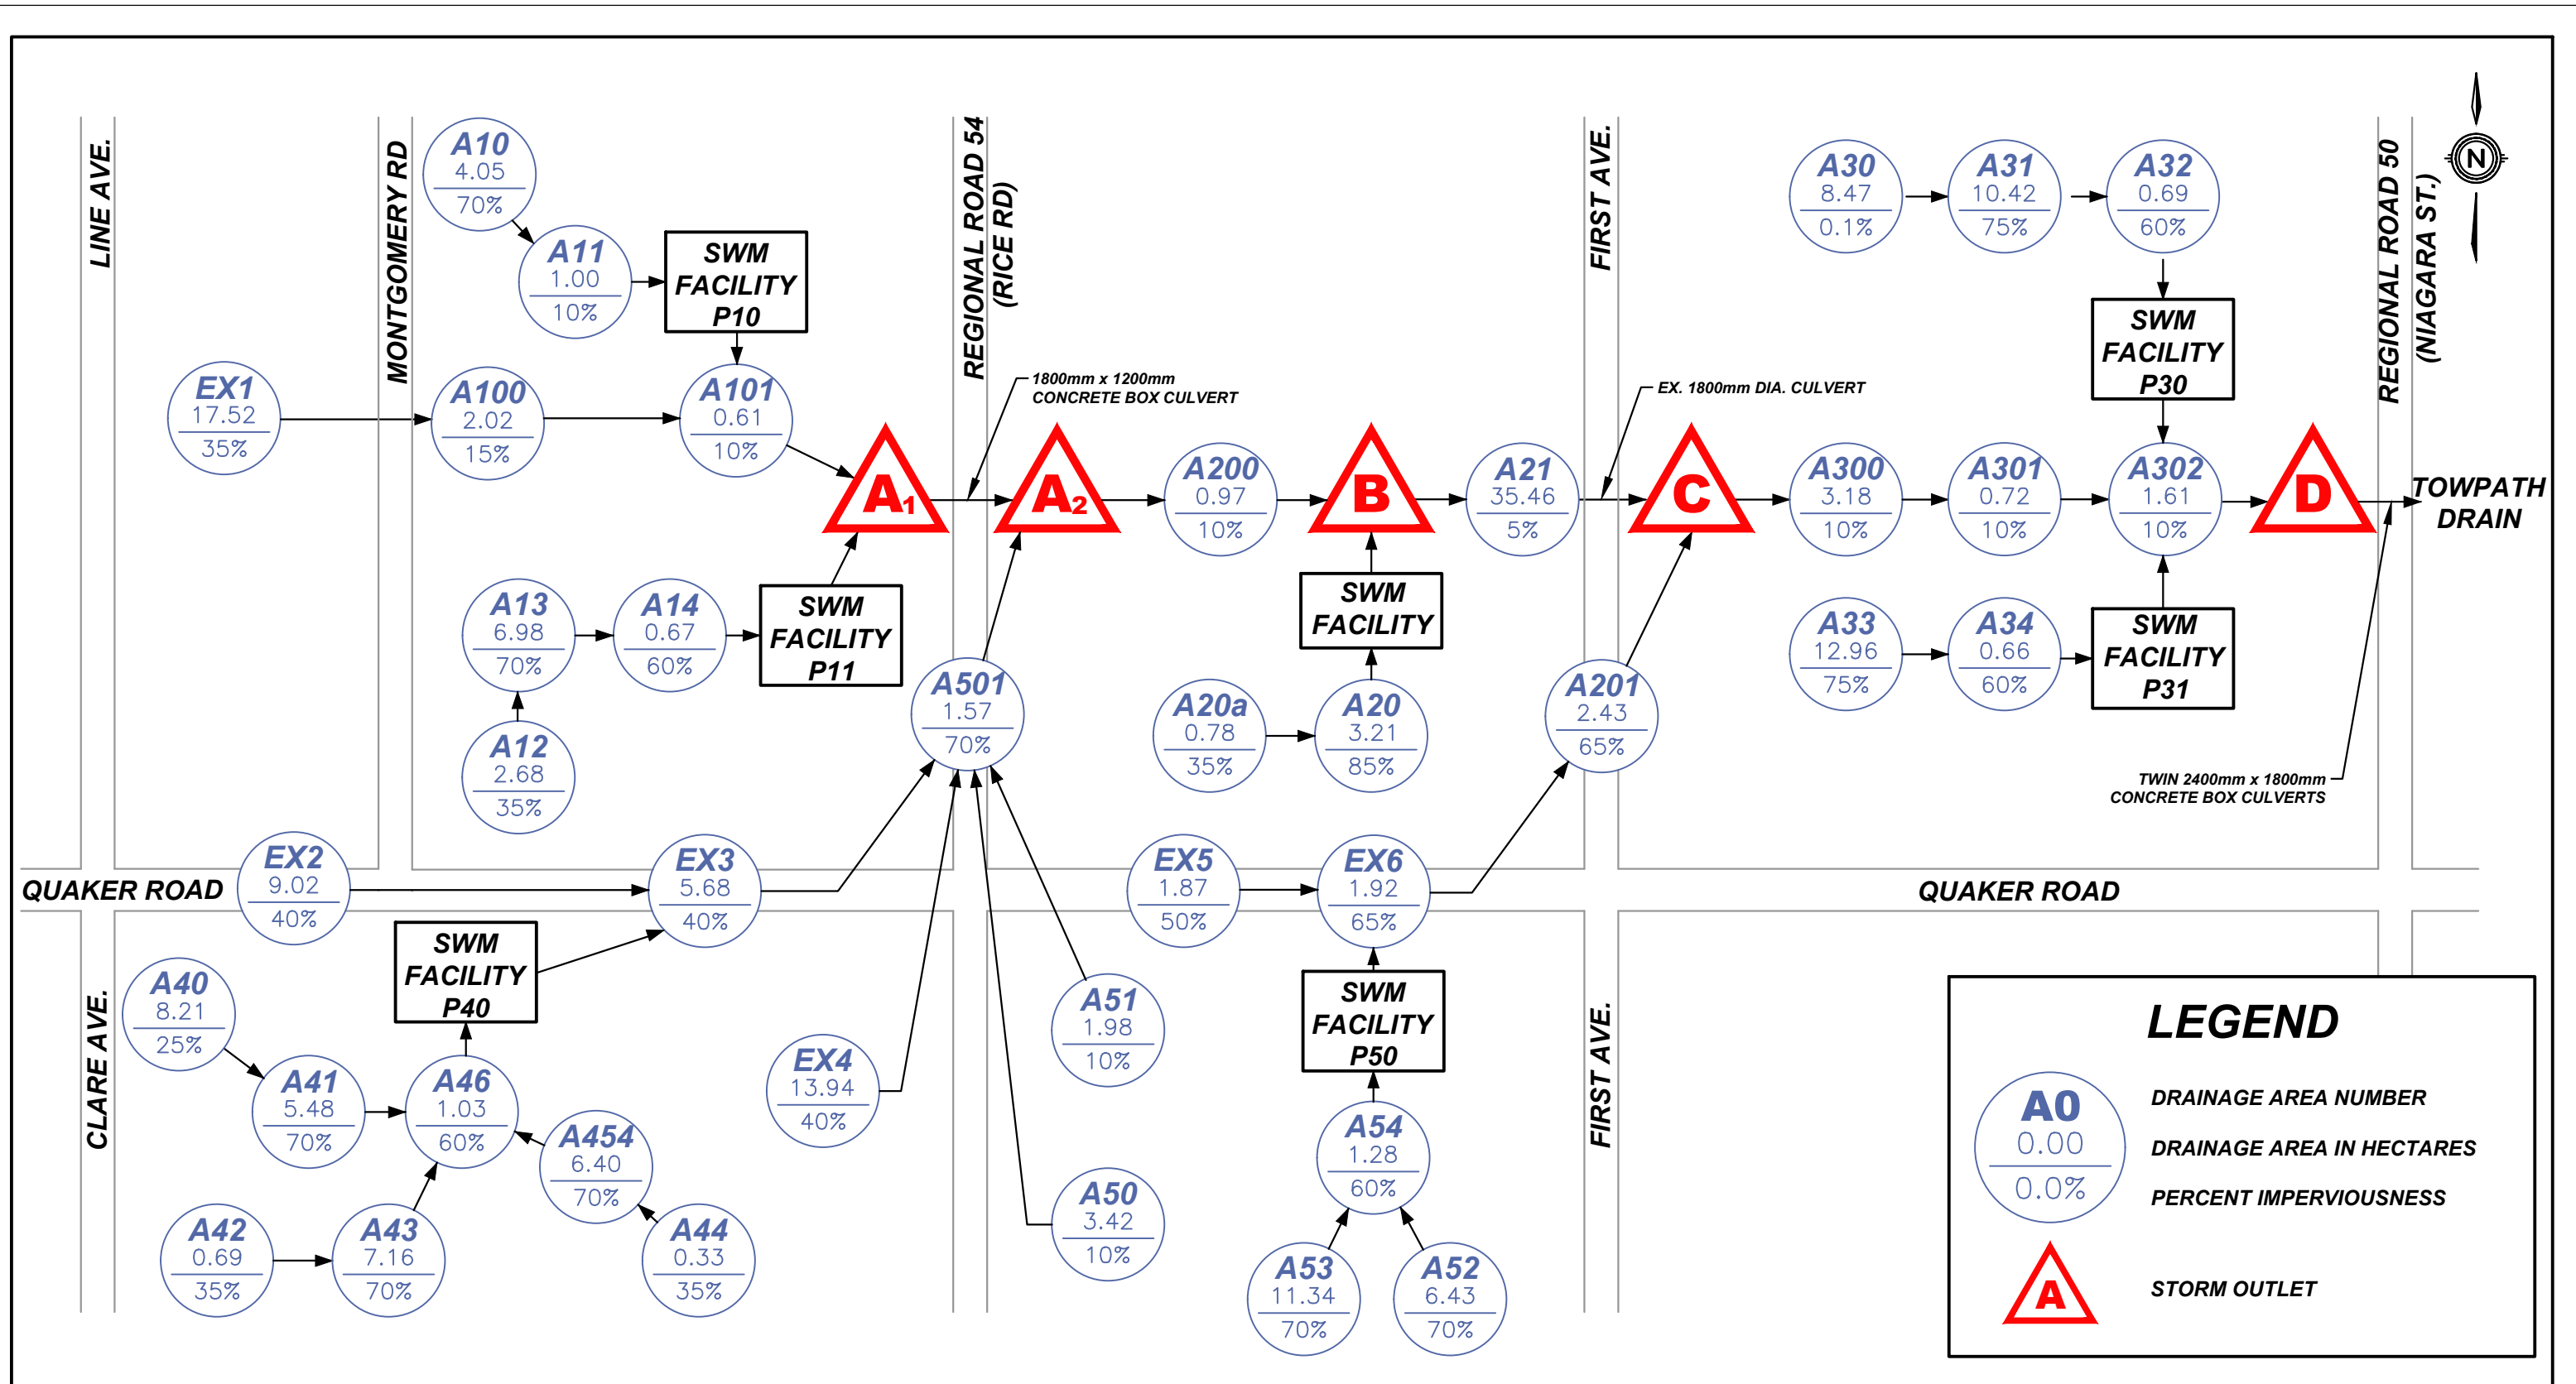 LINE AVE.
MONTGOMERY RD
REGIONAL ROAD 54
(RICE RD)
FIRST AVE.
REGIONAL ROAD 50
(NIAGARA ST.)
N
A10
4.05
70%
A11
1.00
10%
SWM
FACILITY
P10
A30
8.47
0.1%
A31
10.42
75%
A32
0.69
60%
SWM
FACILITY
P30
EX1
17.52
35%
A100
2.02
15%
A101
0.61
10%
1800mm x 1200mm
CONCRETE BOX CULVERT
EX. 1800mm DIA. CULVERT
A1
A2
A200
0.97
10%
B
A21
35.46
5%
C
A300
3.18
10%
A301
0.72
10%
A302
1.61
10%
D
TOWPATH
DRAIN
A13
6.98
70%
A14
0.67
60%
SWM
FACILITY
P11
A12
2.68
35%
A501
1.57
70%
SWM
FACILITY
A20a
0.78
35%
A20
3.21
85%
A201
2.43
65%
A33
12.96
75%
A34
0.66
60%
SWM
FACILITY
P31
TWIN 2400mm x 1800mm
CONCRETE BOX CULVERTS
QUAKER ROAD
EX2
9.02
40%
EX3
5.68
40%
EX5
1.87
50%
EX6
1.92
65%
QUAKER ROAD
CLARE AVE.
SWM
FACILITY
P40
A40
8.21
25%
A41
5.48
70%
A46
1.03
60%
A454
6.40
70%
A42
0.69
35%
A43
7.16
70%
A44
0.33
35%
EX4
13.94
40%
A51
1.98
10%
A50
3.42
10%
SWM
FACILITY
P50
A54
1.28
60%
A53
11.34
70%
A52
6.43
70%
FIRST AVE.
LEGEND
A0
0.00
0.0%
DRAINAGE AREA NUMBER
DRAINAGE AREA IN HECTARES
PERCENT IMPERVIOUSNESS
A
STORM OUTLET